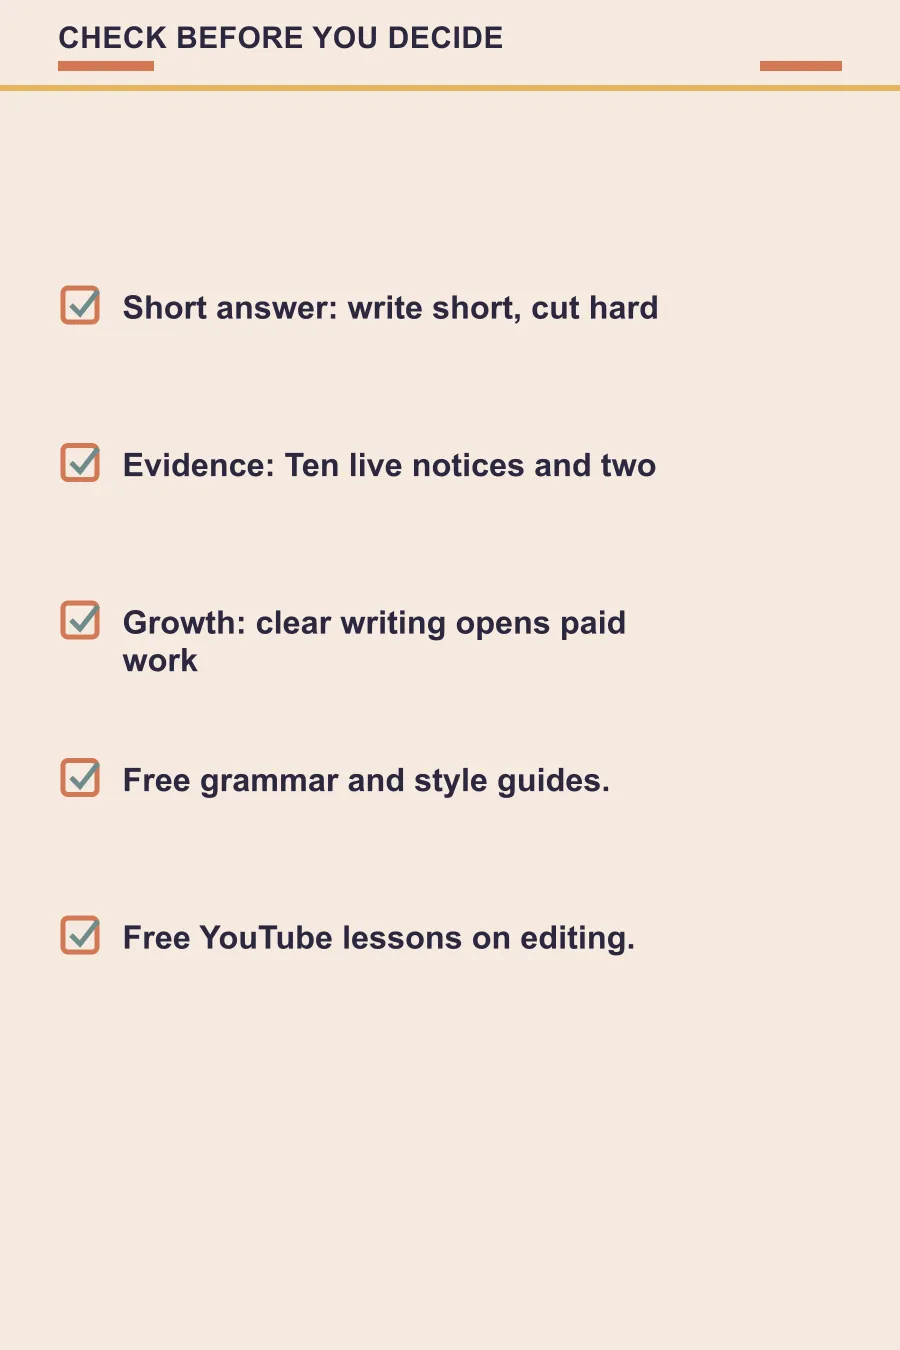 CHECK BEFORE YOU DECIDE
Short answer: write short, cut hard
Evidence: Ten live notices and two
Growth: clear writing opens paid
work
Free grammar and style guides.
Free YouTube lessons on editing.